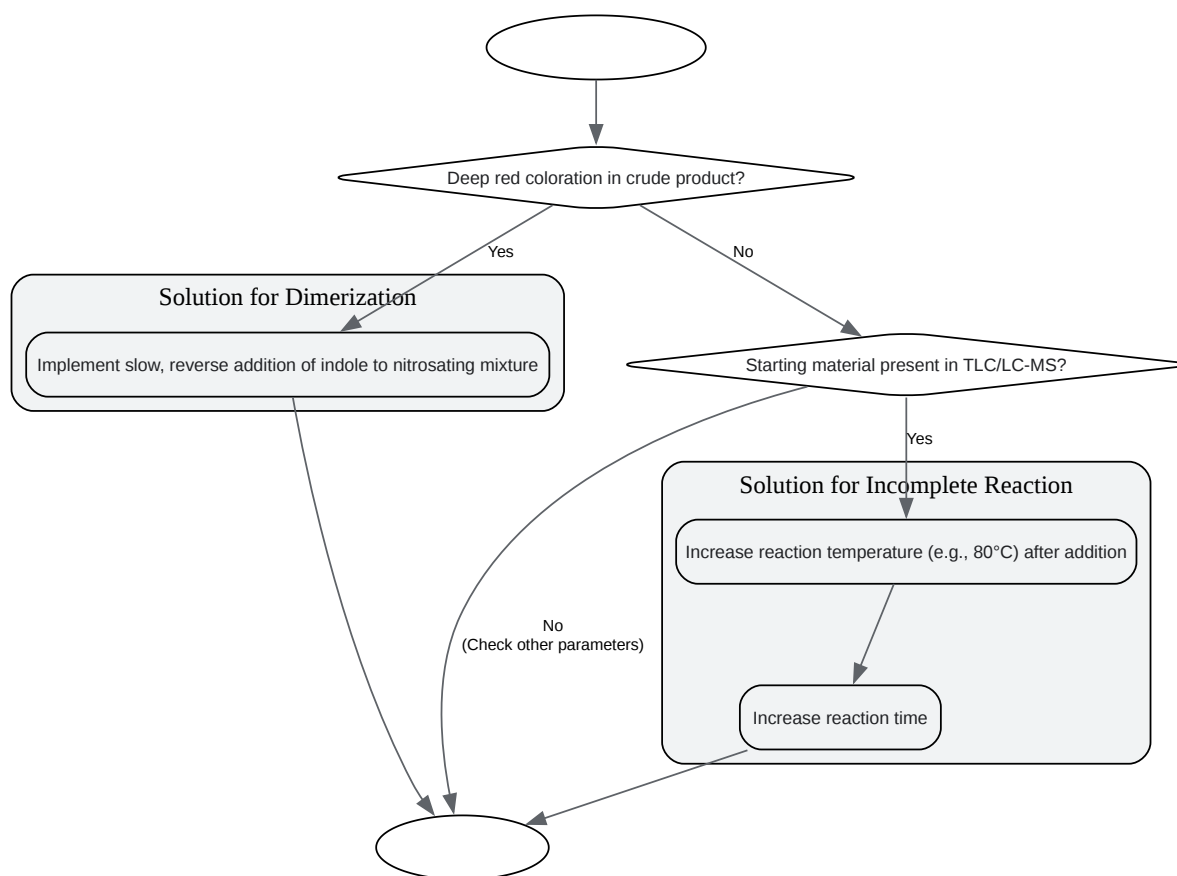 Deep red coloration in crude product?
Yes
No
Solution for Dimerization
Implement slow, reverse addition of indole to nitrosating mixture
Starting material present in TLC/LC-MS?
Yes
Solution for Incomplete Reaction
Increase reaction temperature (e.g., 80°C) after addition
No
(Check other parameters)
Increase reaction time